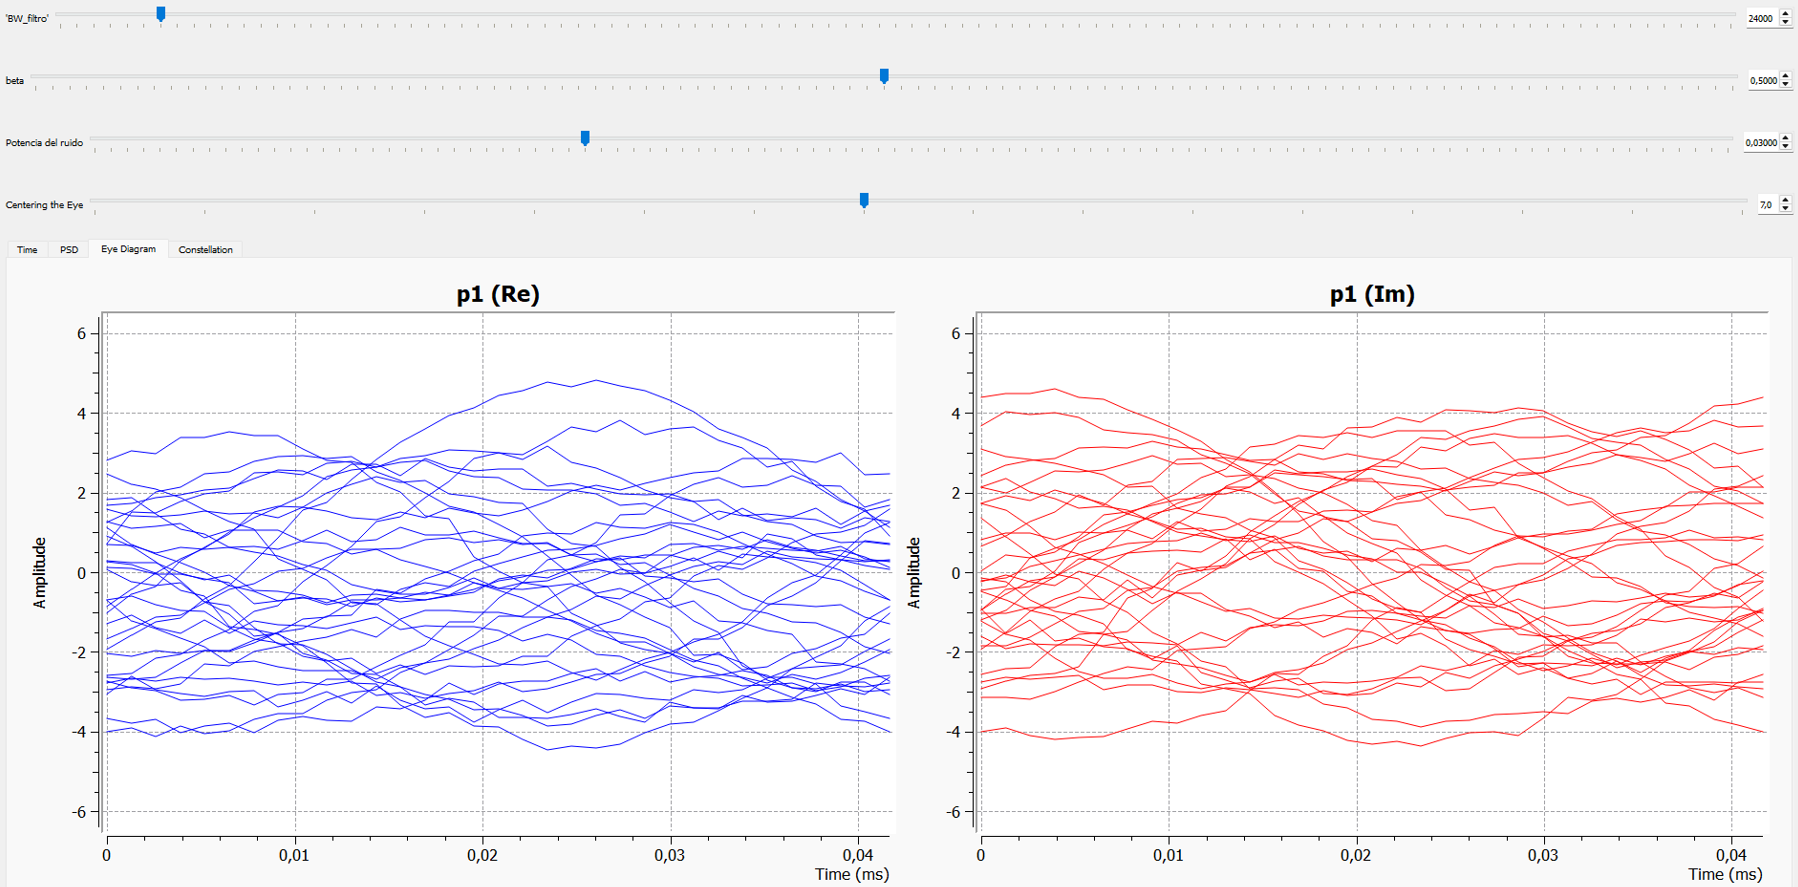 'BW_filtro' 24000
beta 0,5000
Potencia del ruido 0,03000
Centering the Eye 7,0
Time PSD Eye Diagram Constellation
p1 (Re)
6
4
2
0
-2
-4
-6
Amplitude
0 0,01 0,02 0,03 0,04
Time (ms)
p1 (Im)
6
4
2
0
-2
-4
-6
Amplitude
0 0,01 0,02 0,03 0,04
Time (ms)